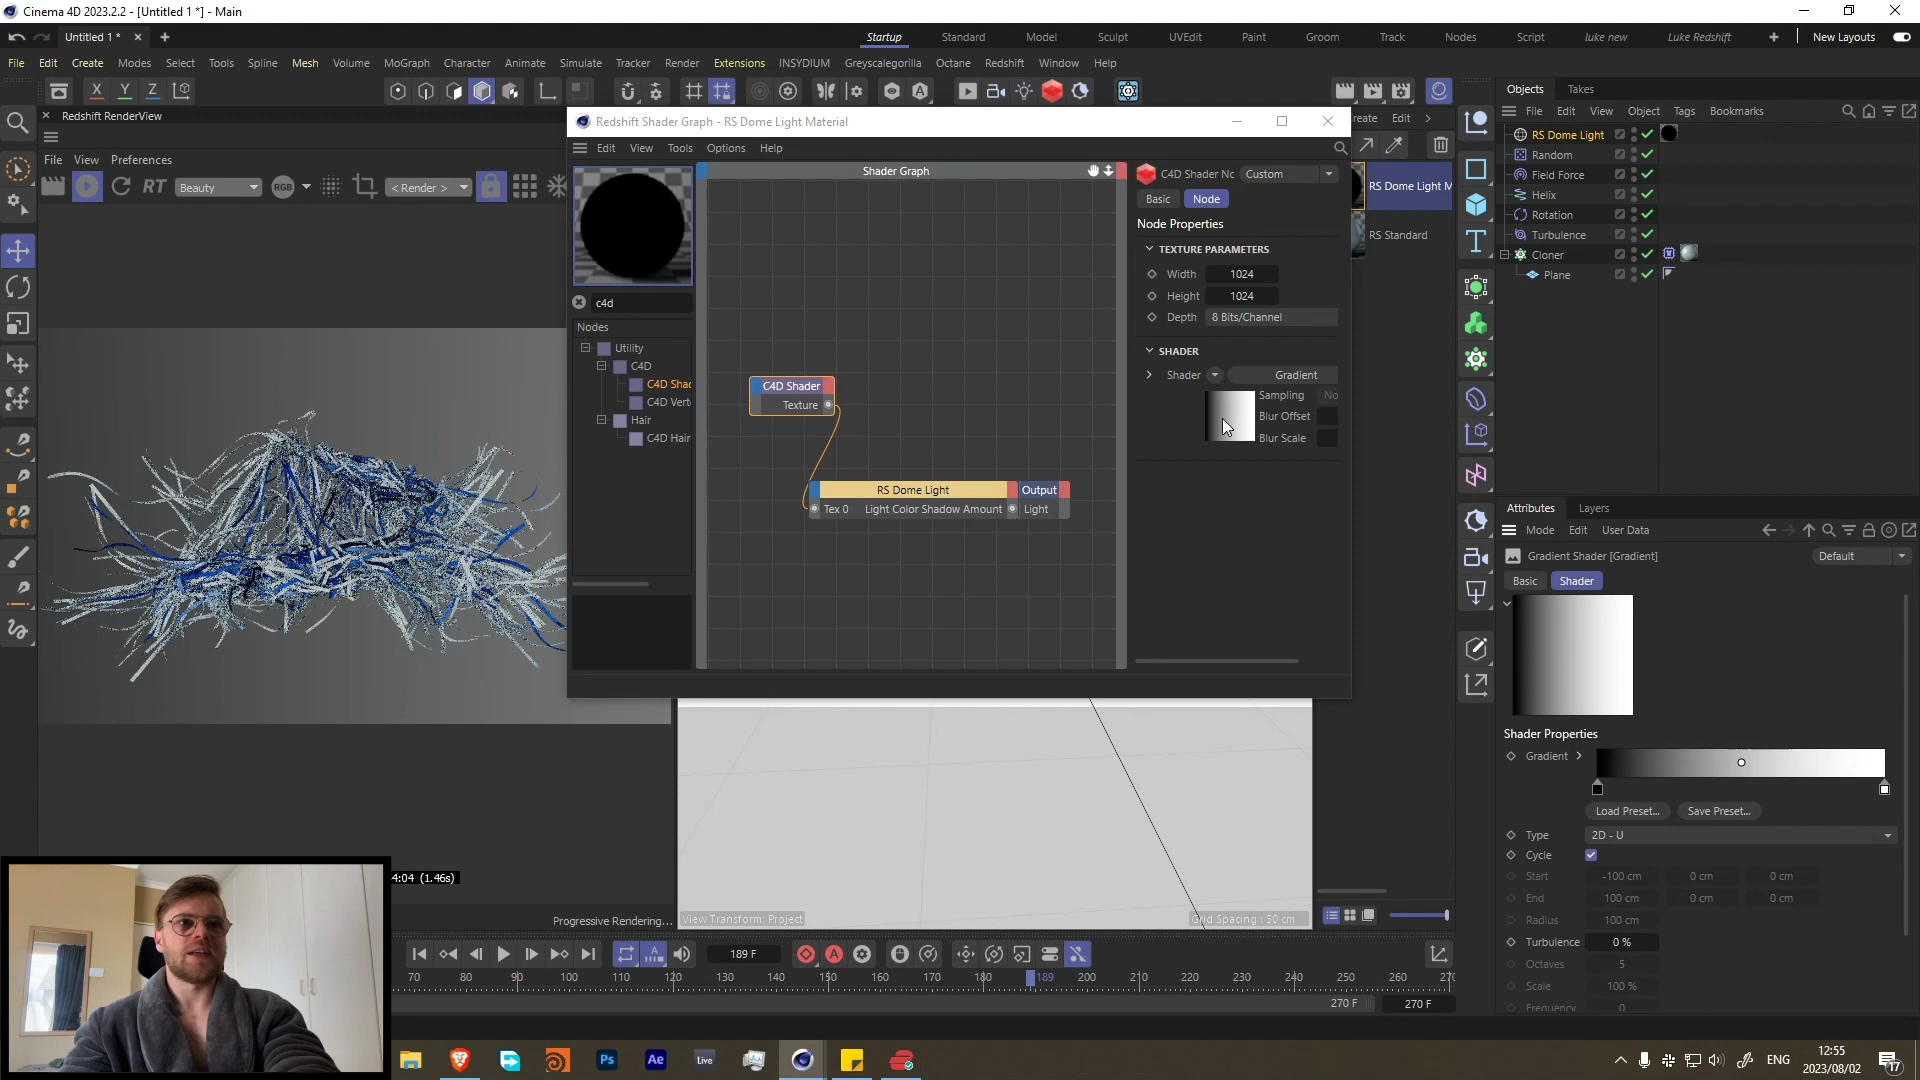 Cinema 4D 2023.2.2 - [Untitled 1 *] - Main
Untitled 1 *
Startup Standard Model Sculpt UVEdit Paint Groom Track Nodes Script luke new Luke Redshift New Layouts
File Edit Create Modes Select Tools Spline Mesh Volume MoGraph Character Animate Simulate Tracker Render Extensions INSYDIUM Greyscalegorilla Octane Redshift Window Help
X Y Z
Redshift RenderView
File View Preferences
RT Beauty RGB < Render >
Redshift Shader Graph - RS Dome Light Material
Edit View Tools Options Help
c4d
Nodes
Utility
C4D
C4D Shad
C4D Vert
Hair
C4D Hair
Shader Graph
C4D Shader
Texture
RS Dome Light Output
Tex 0 Light Color Shadow Amount Light
C4D Shader Nc Custom
Basic Node
Node Properties
TEXTURE PARAMETERS
Width 1024
Height 1024
Depth 8 Bits/Channel
SHADER
Shader Gradient
Sampling No
Blur Offset
Blur Scale
reate Edit
RS Dome Light M
RS Standard
Objects Takes
File Edit View Object Tags Bookmarks
RS Dome Light
Random
Field Force
Helix
Rotation
Turbulence
Cloner
Plane
Attributes Layers
Mode Edit User Data
Gradient Shader [Gradient] Default
Basic Shader
Shader Properties
Gradient
Load Preset... Save Preset...
Type 2D - U
Cycle
Start -100 cm 0 cm 0 cm
End 100 cm 0 cm 0 cm
Radius 100 cm
Turbulence 0 %
Octaves 5
Scale 100 %
Frequency 0
4:04 (1.46s)
Progressive Rendering...
View Transform: Project
Grid Spacing : 50 cm
189 F
70 80 90 100 110 120 130 140 150 160 170 180 189 200 210 220 230 240 250 260 270
270 F 270 F
Ps Ae Live
ENG
12:55
2023/08/02
17